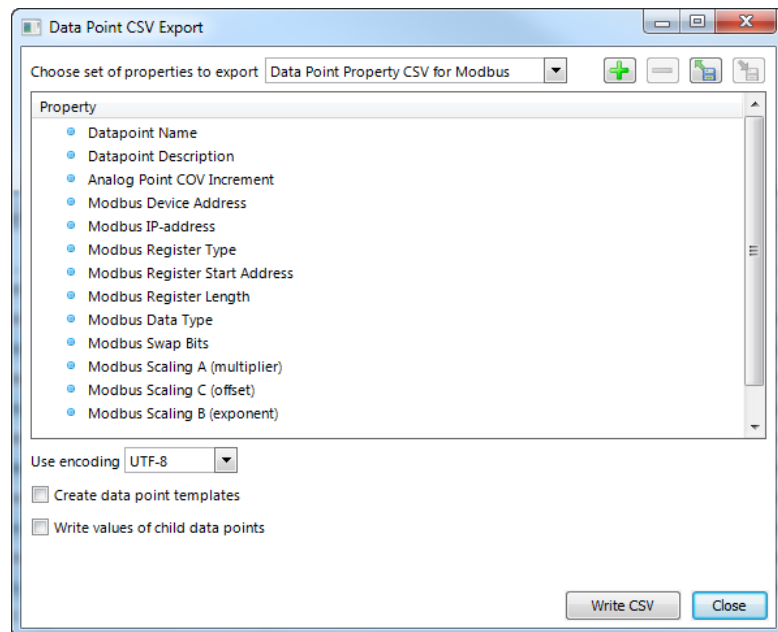 Data Point CSV Export
Choose set of properties to export Data Point Property CSV for Modbus
Property
Datapoint Name
Datapoint Description
Analog Point COV Increment
Modbus Device Address
Modbus IP-address
Modbus Register Type
Modbus Register Start Address
Modbus Register Length
Modbus Data Type
Modbus Swap Bits
Modbus Scaling A (multiplier)
Modbus Scaling C (offset)
Modbus Scaling B (exponent)
Use encoding UTF-8
Create data point templates
Write values of child data points
Write CSV Close